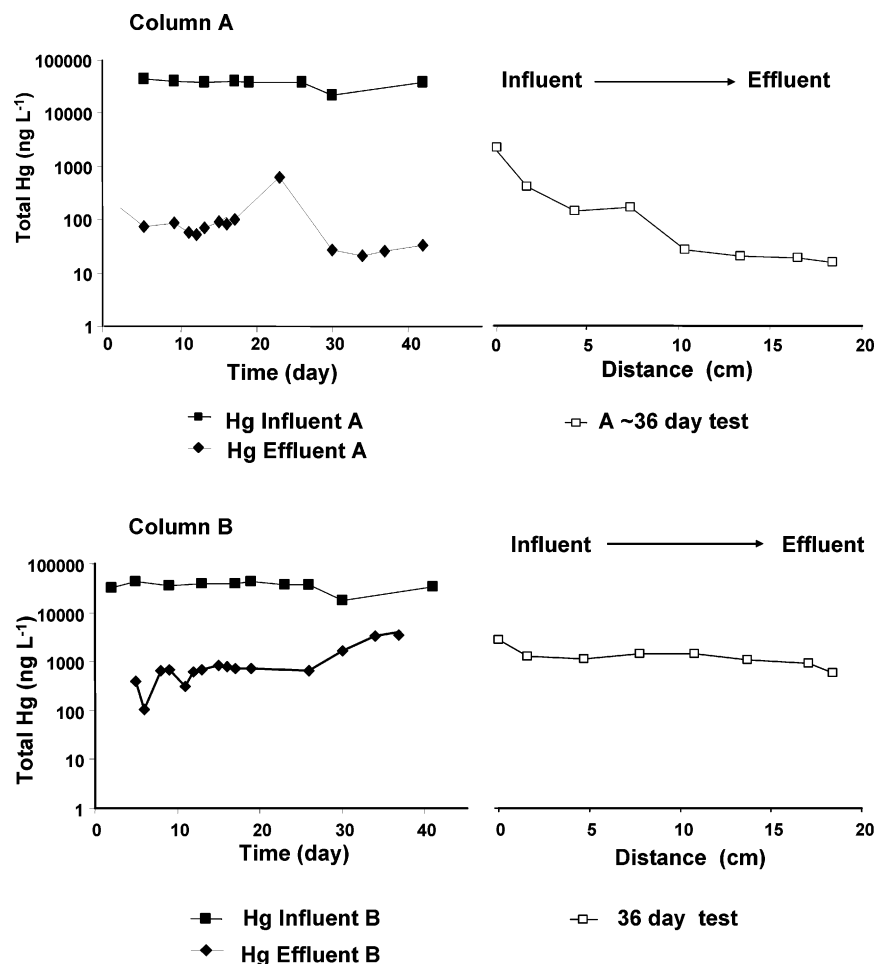 Column A
Total Hg (ng L-1)
100000
10000
1000
100
10
1
0 10 20 30 40
Time (day)
Hg Influent A
Hg Effluent A
Influent Effluent
0 5 10 15 20
Distance (cm)
A ~36 day test
Column B
Total Hg (ng L-1)
100000
10000
1000
100
10
1
0 10 20 30 40
Time (day)
Hg Influent B
Hg Effluent B
Influent Effluent
0 5 10 15 20
Distance (cm)
36 day test